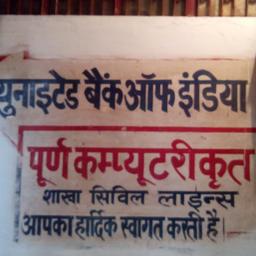 युनाइटेड बैंक ऑफ इंडिया
पूर्ण कम्प्यूटरीकृत
शाखा सिविल लाइन्स
आपका हार्दिक स्वागत करती है।